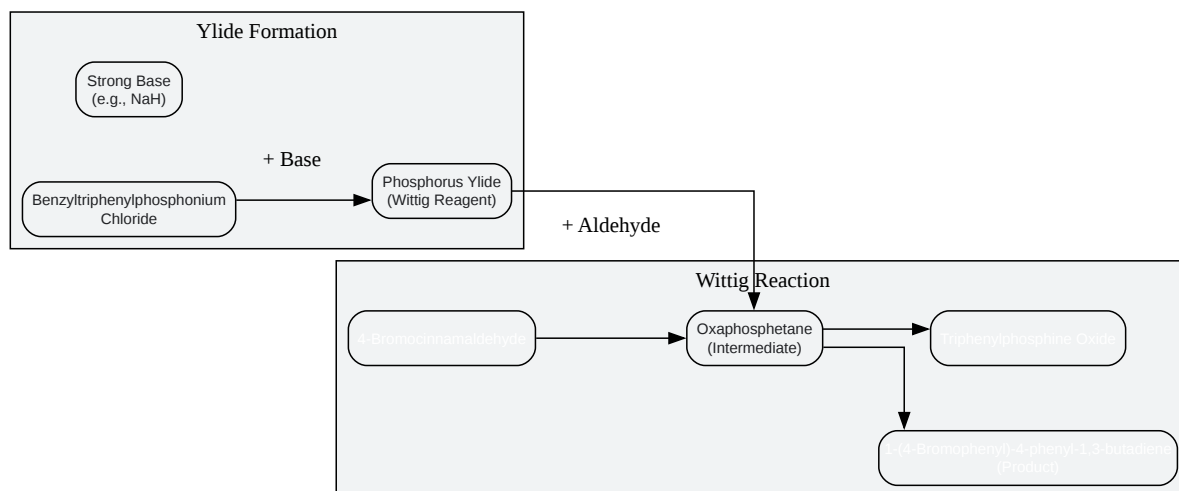 Ylide Formation
Strong Base
(e.g., NaH)
+ Base
Benzyltriphenylphosphonium
Chloride
Phosphorus Ylide
(Wittig Reagent)
+ Aldehyde
Wittig Reaction
4-Bromocinnamaldehyde
Oxaphosphetane
(Intermediate)
Triphenylphosphine Oxide
1-(4-Bromophenyl)-4-phenyl-1,3-butadiene
(Product)